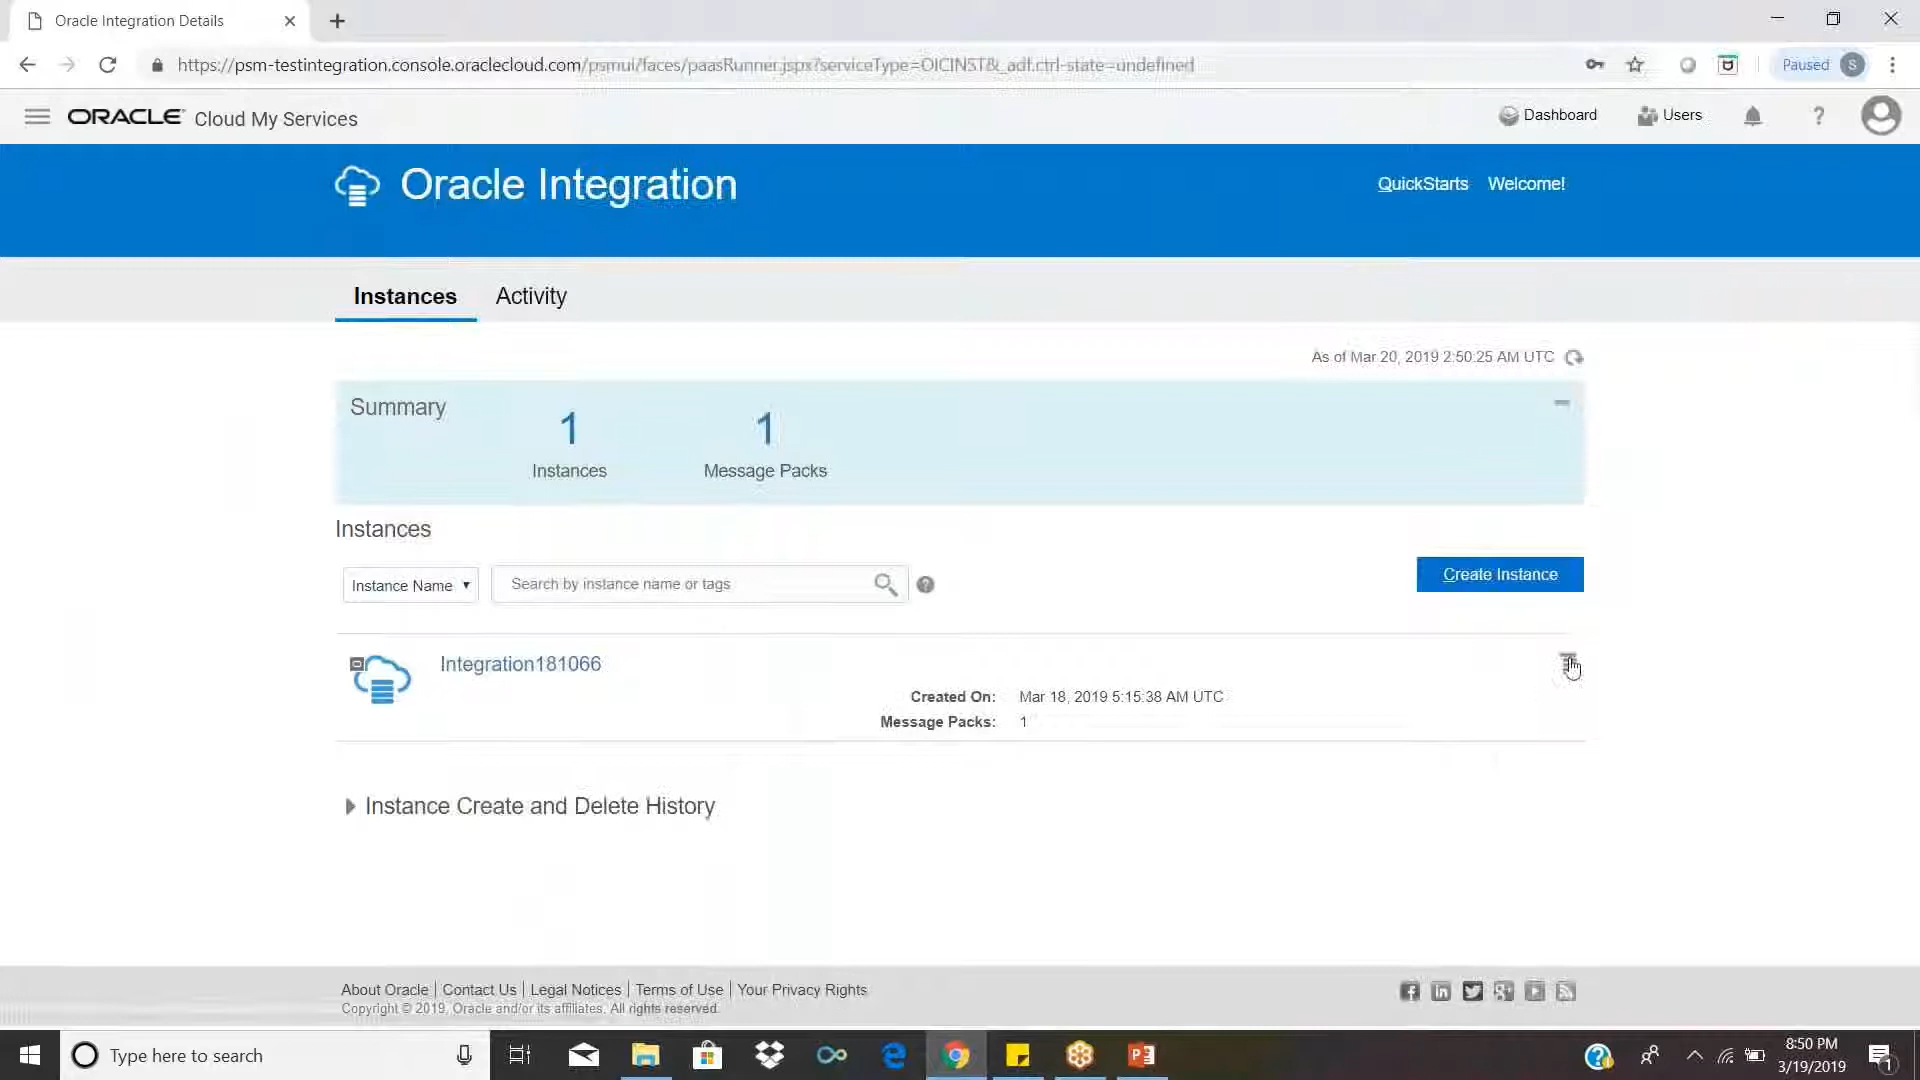 Oracle Integration Details
https://psm-testintegration.console.oraclecloud.com/psmui/faces/paasRunner.jspx?serviceType=OICINST&_adf.ctrl-state=undefined
Paused S
ORACLE Cloud My Services
Dashboard
Users
?
Oracle Integration
QuickStarts
Welcome!
Instances
Activity
As of Mar 20, 2019 2:50:25 AM UTC
Summary
1
1
Instances
Message Packs
Instances
Instance Name
Search by instance name or tags
?
Create Instance
Integration181066
Created On: Mar 18, 2019 5:15:38 AM UTC
Message Packs: 1
Instance Create and Delete History
About Oracle | Contact Us | Legal Notices | Terms of Use | Your Privacy Rights
Copyright © 2019, Oracle and/or its affiliates. All rights reserved.
Type here to search
8:50 PM
3/19/2019
1